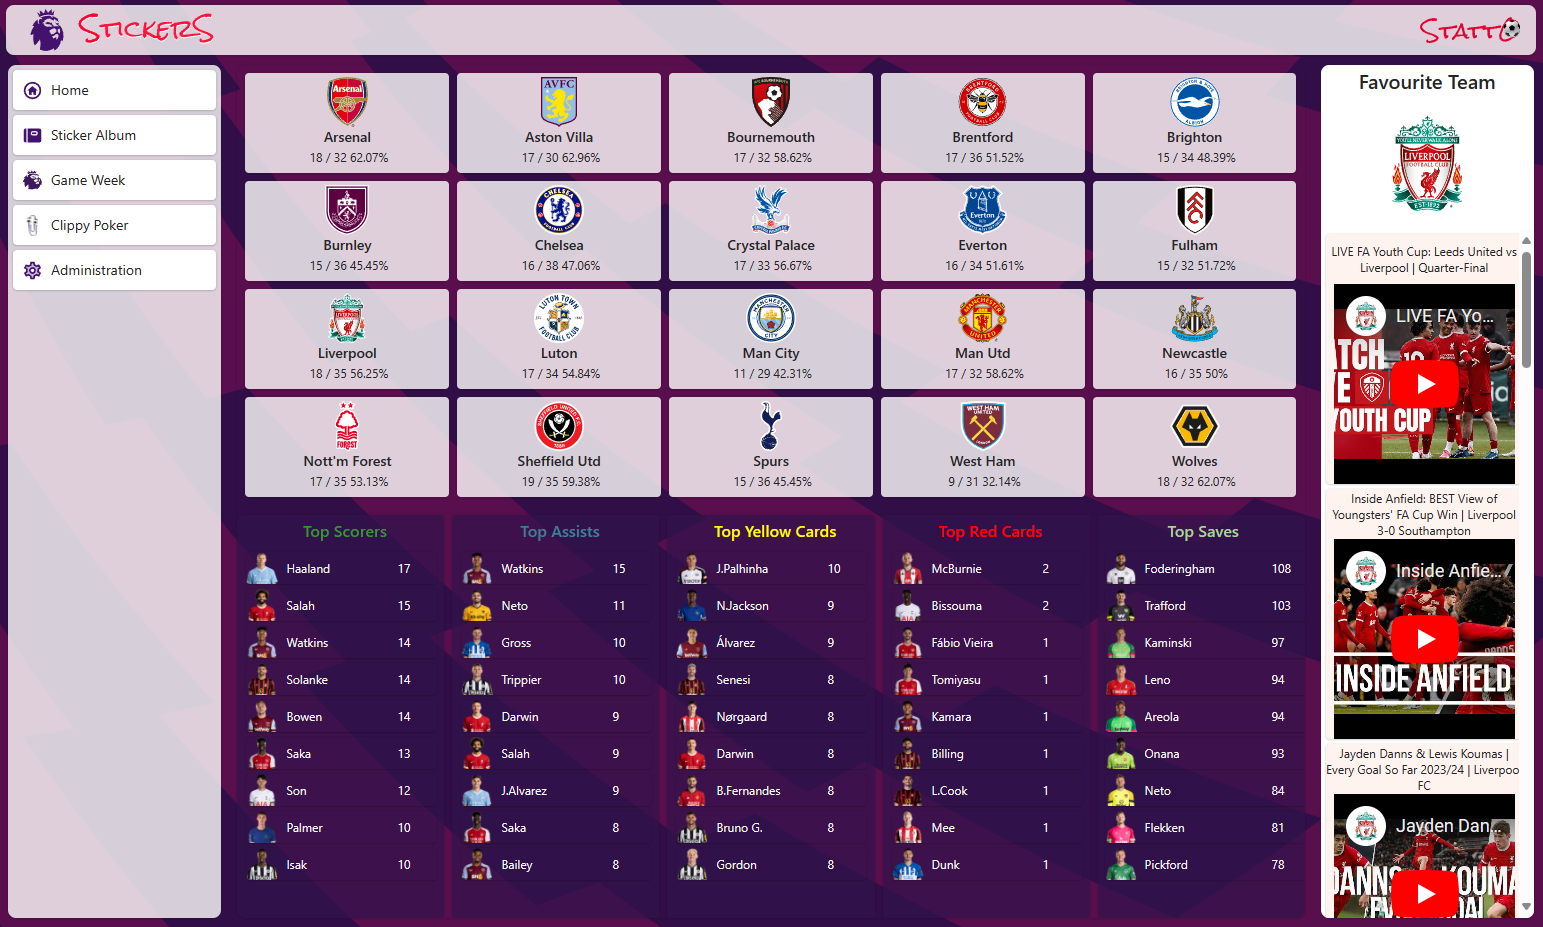 StickerS
Statto
Home
Sticker Album
Game Week
Clippy Poker
Administration
Arsenal
18 / 32 62.07%
Aston Villa
17 / 30 62.96%
Bournemouth
17 / 32 58.62%
Brentford
17 / 36 51.52%
Brighton
15 / 34 48.39%
Burnley
15 / 36 45.45%
Chelsea
16 / 38 47.06%
Crystal Palace
17 / 33 56.67%
Everton
16 / 34 51.61%
Fulham
15 / 32 51.72%
Liverpool
18 / 35 56.25%
Luton
17 / 34 54.84%
Man City
11 / 29 42.31%
Man Utd
17 / 32 58.62%
Newcastle
16 / 35 50%
Nott'm Forest
17 / 35 53.13%
Sheffield Utd
19 / 35 59.38%
Spurs
15 / 36 45.45%
West Ham
9 / 31 32.14%
Wolves
18 / 32 62.07%
Top Scorers
Haaland 17
Salah 15
Watkins 14
Solanke 14
Bowen 14
Saka 13
Son 12
Palmer 10
Isak 10
Top Assists
Watkins 15
Neto 11
Gross 10
Trippier 10
Darwin 9
Salah 9
J.Alvarez 9
Saka 8
Bailey 8
Top Yellow Cards
J.Palhinha 10
N.Jackson 9
Álvarez 9
Senesi 8
Nørgaard 8
Darwin 8
B.Fernandes 8
Bruno G. 8
Gordon 8
Top Red Cards
McBurnie 2
Bissouma 2
Fábio Vieira 1
Tomiyasu 1
Kamara 1
Billing 1
L.Cook 1
Mee 1
Dunk 1
Top Saves
Foderingham 108
Trafford 103
Kaminski 97
Leno 94
Areola 94
Onana 93
Neto 84
Flekken 81
Pickford 78
Favourite Team
LIVERPOOL
FOOTBALL CLUB
EST·1892
LIVE FA Youth Cup: Leeds United vs
Liverpool | Quarter-Final
LIVE FA Yo...
YOUTH CUP
Inside Anfield: BEST View of
Youngsters' FA Cup Win | Liverpool
3-0 Southampton
Inside Anfie...
INSIDE ANFIELD
Jayden Danns & Lewis Koumas |
Every Goal So Far 2023/24 | Liverpoo
FC
Jayden Dan...